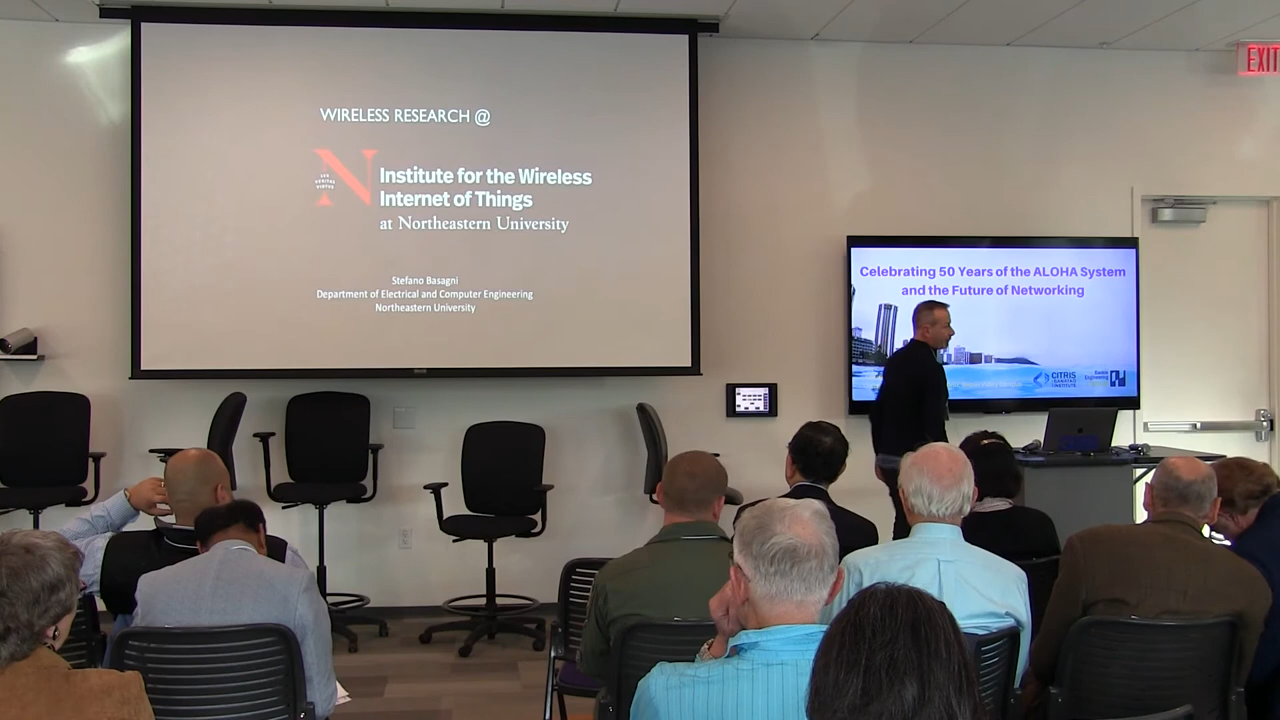 WIRELESS RESEARCH @
Institute for the Wireless
Internet of Things
at Northeastern University
Stefano Basagni
Department of Electrical and Computer Engineering
Northeastern University
Celebrating 50 Years of the ALOHA System
and the Future of Networking
CITRIS
INSTITUTE
EXIT